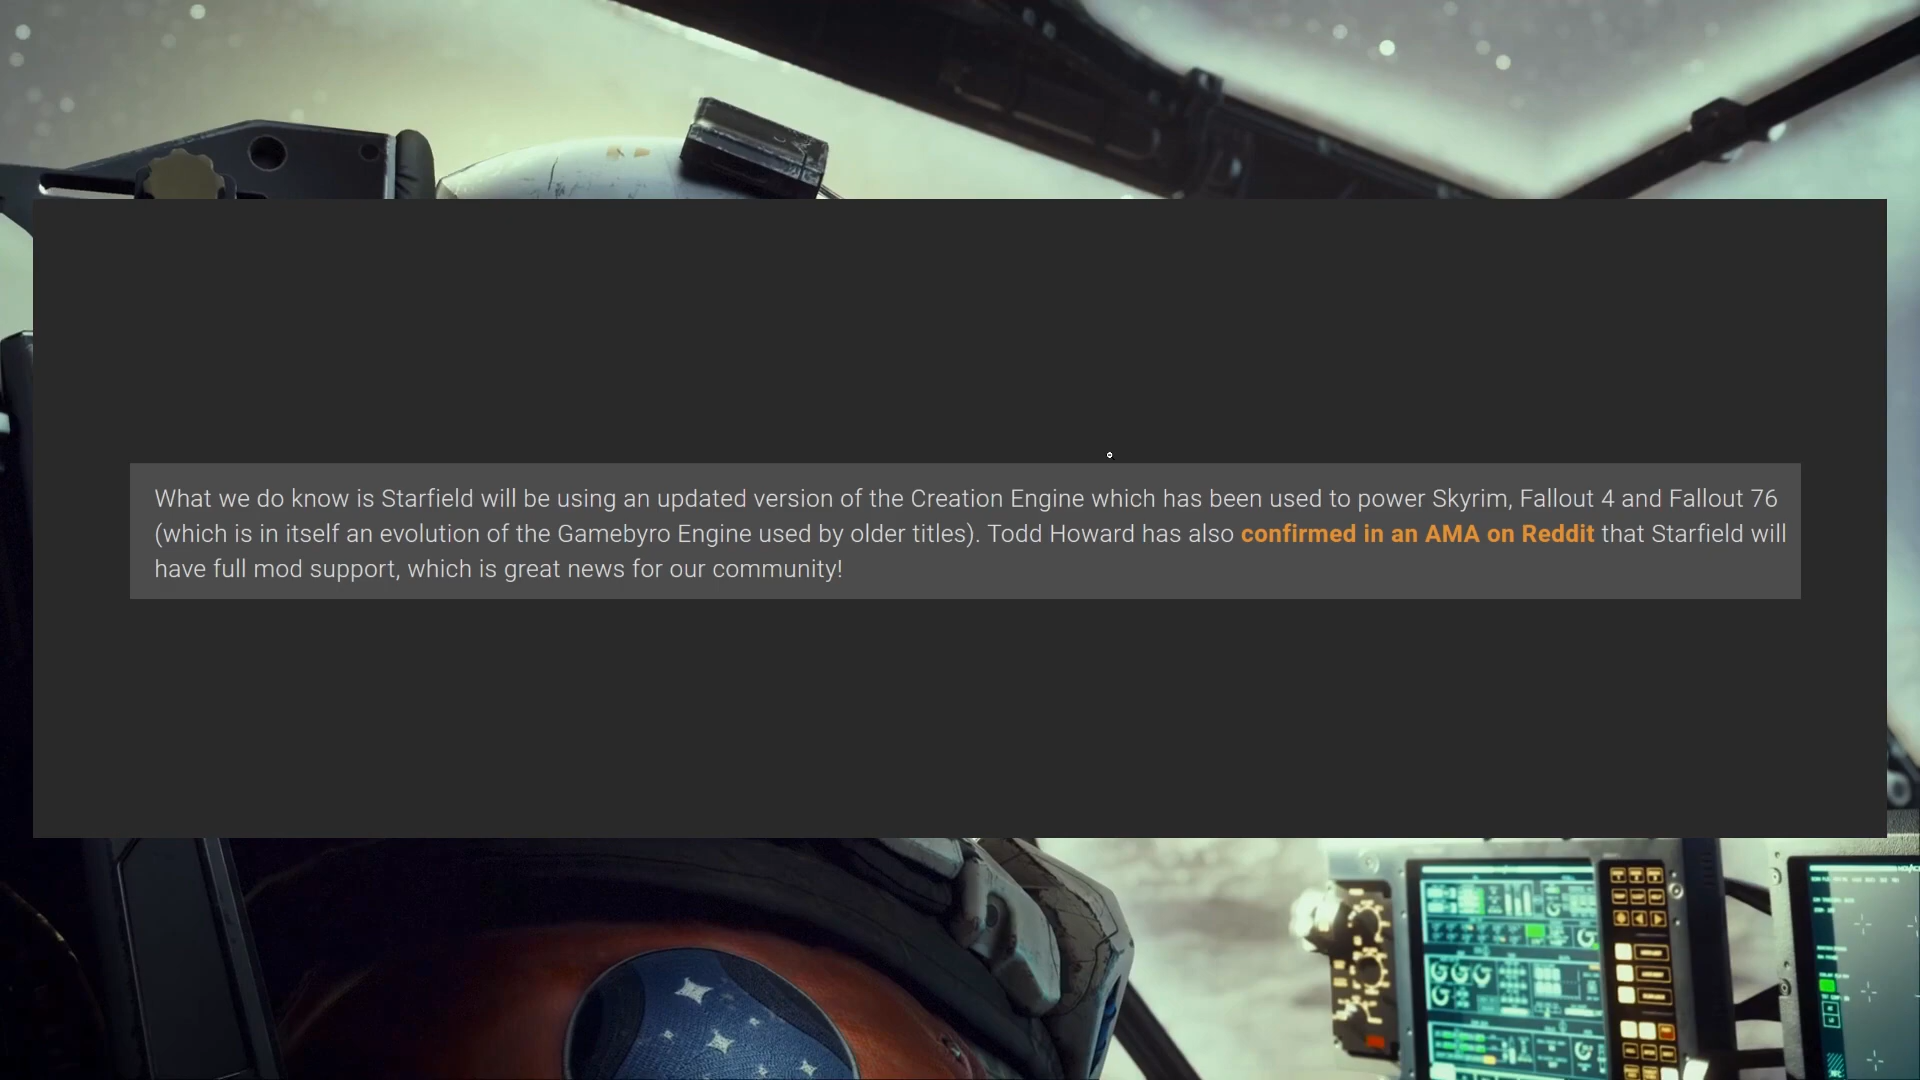 What we do know is Starfield will be using an updated version of the Creation Engine which has been used to power Skyrim, Fallout 4 and Fallout 76
(which is in itself an evolution of the Gamebyro Engine used by older titles). Todd Howard has also confirmed in an AMA on Reddit that Starfield will
have full mod support, which is great news for our community!